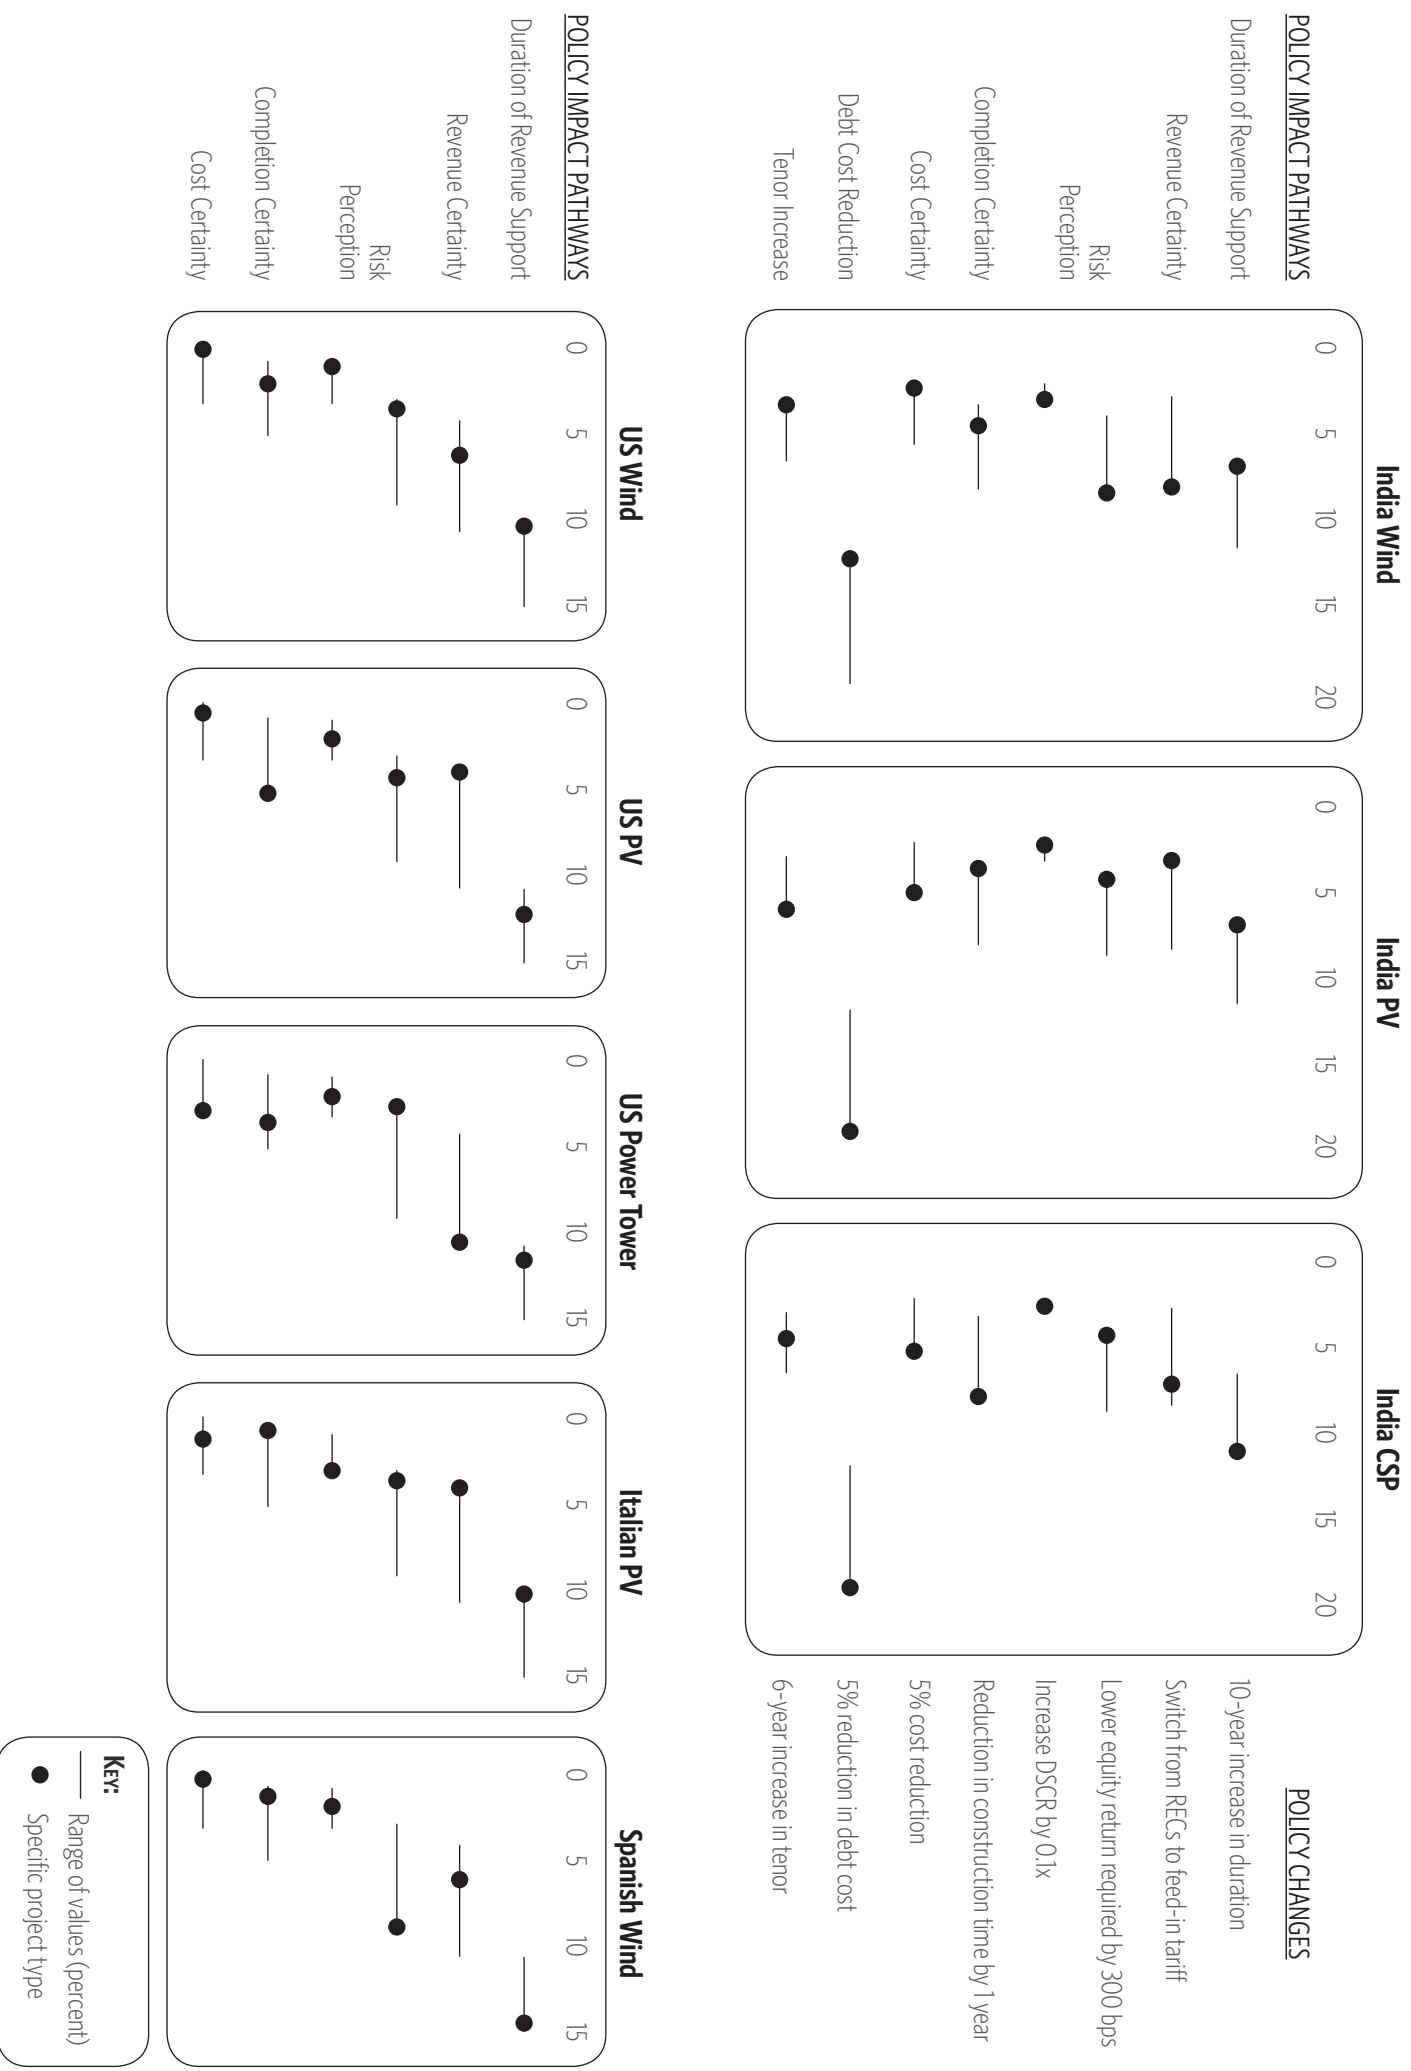 India Wind
India PV
India CSP
POLICY IMPACT PATHWAYS
0 5 10 15 20
0 5 10 15 20
0 5 10 15 20
POLICY CHANGES
Duration of Revenue Support
10-year increase in duration
Revenue Certainty
Switch from RECs to feed-in tariff
Risk
Perception
Lower equity return required by 300 bps
Increase DSCR by 0.1x
Completion Certainty
Reduction in construction time by 1 year
Cost Certainty
5% cost reduction
Debt Cost Reduction
5% reduction in debt cost
Tenor Increase
6-year increase in tenor
US Wind
US PV
US Power Tower
Italian PV
Spanish Wind
POLICY IMPACT PATHWAYS
0 5 10 15
0 5 10 15
0 5 10 15
0 5 10 15
0 5 10 15
Duration of Revenue Support
Revenue Certainty
Risk
Perception
Completion Certainty
Cost Certainty
KEY:
Range of values (percent)
Specific project type